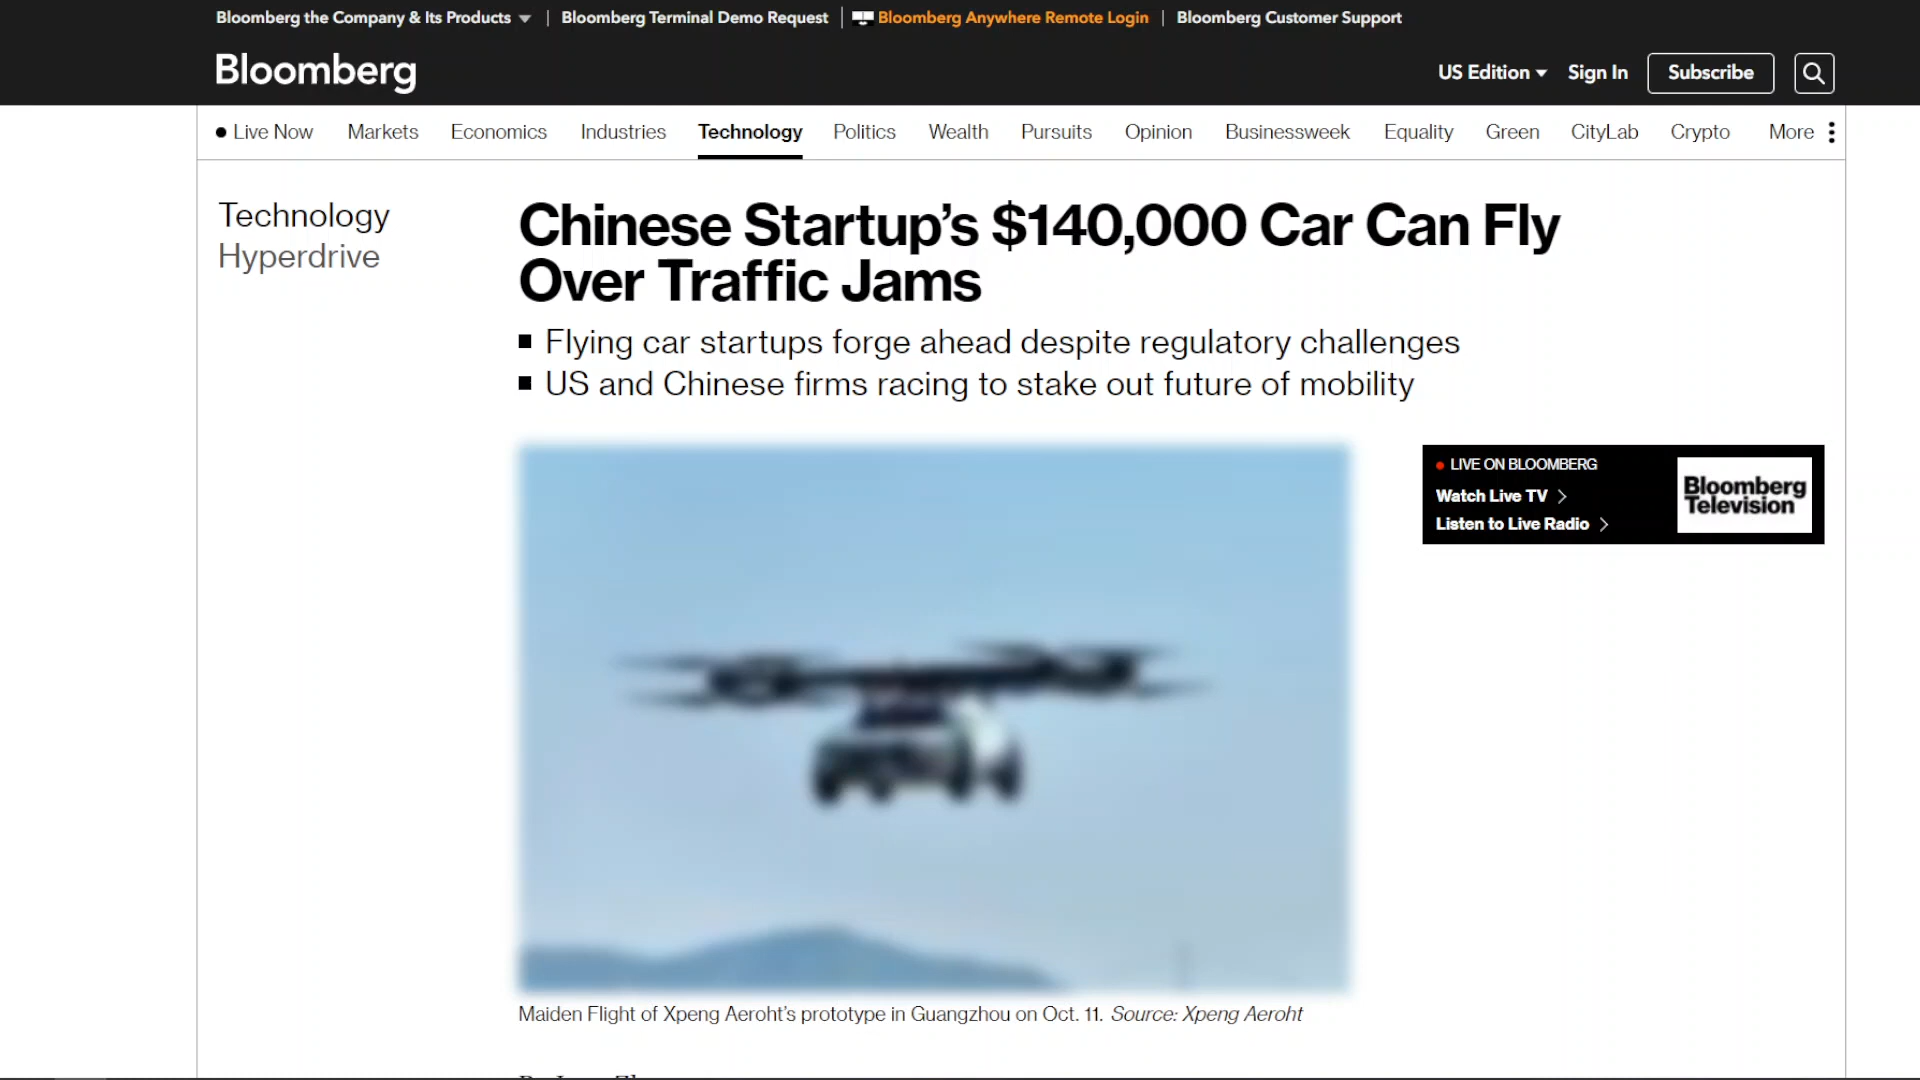 Bloomberg the Company & Its Products
Bloomberg Terminal Demo Request
Bloomberg Anywhere Remote Login
Bloomberg Customer Support
Bloomberg
US Edition
Sign In
Subscribe
Live Now
Markets
Economics
Industries
Technology
Politics
Wealth
Pursuits
Opinion
Businessweek
Equality
Green
CityLab
Crypto
More
Technology
Hyperdrive
Chinese Startup’s $140,000 Car Can Fly
Over Traffic Jams
Flying car startups forge ahead despite regulatory challenges
US and Chinese firms racing to stake out future of mobility
LIVE ON BLOOMBERG
Watch Live TV
Listen to Live Radio
Bloomberg
Television
Maiden Flight of Xpeng Aeroht’s prototype in Guangzhou on Oct. 11. Source: Xpeng Aeroht